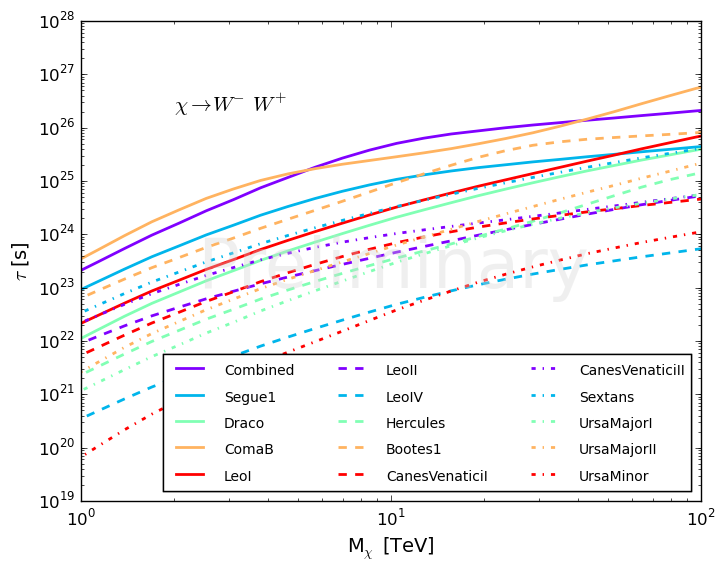 10^28
10^27
10^26
10^25
10^24
10^23
10^22
10^21
10^20
10^19
τ [s]
χ → W^- W^+
Preliminary
Combined
Segue1
Draco
ComaB
LeoI
LeoII
LeoIV
Hercules
Bootes1
CanesVenaticiI
CanesVenaticiII
Sextans
UrsaMajorI
UrsaMajorII
UrsaMinor
10^0 10^1 10^2
M_χ [TeV]